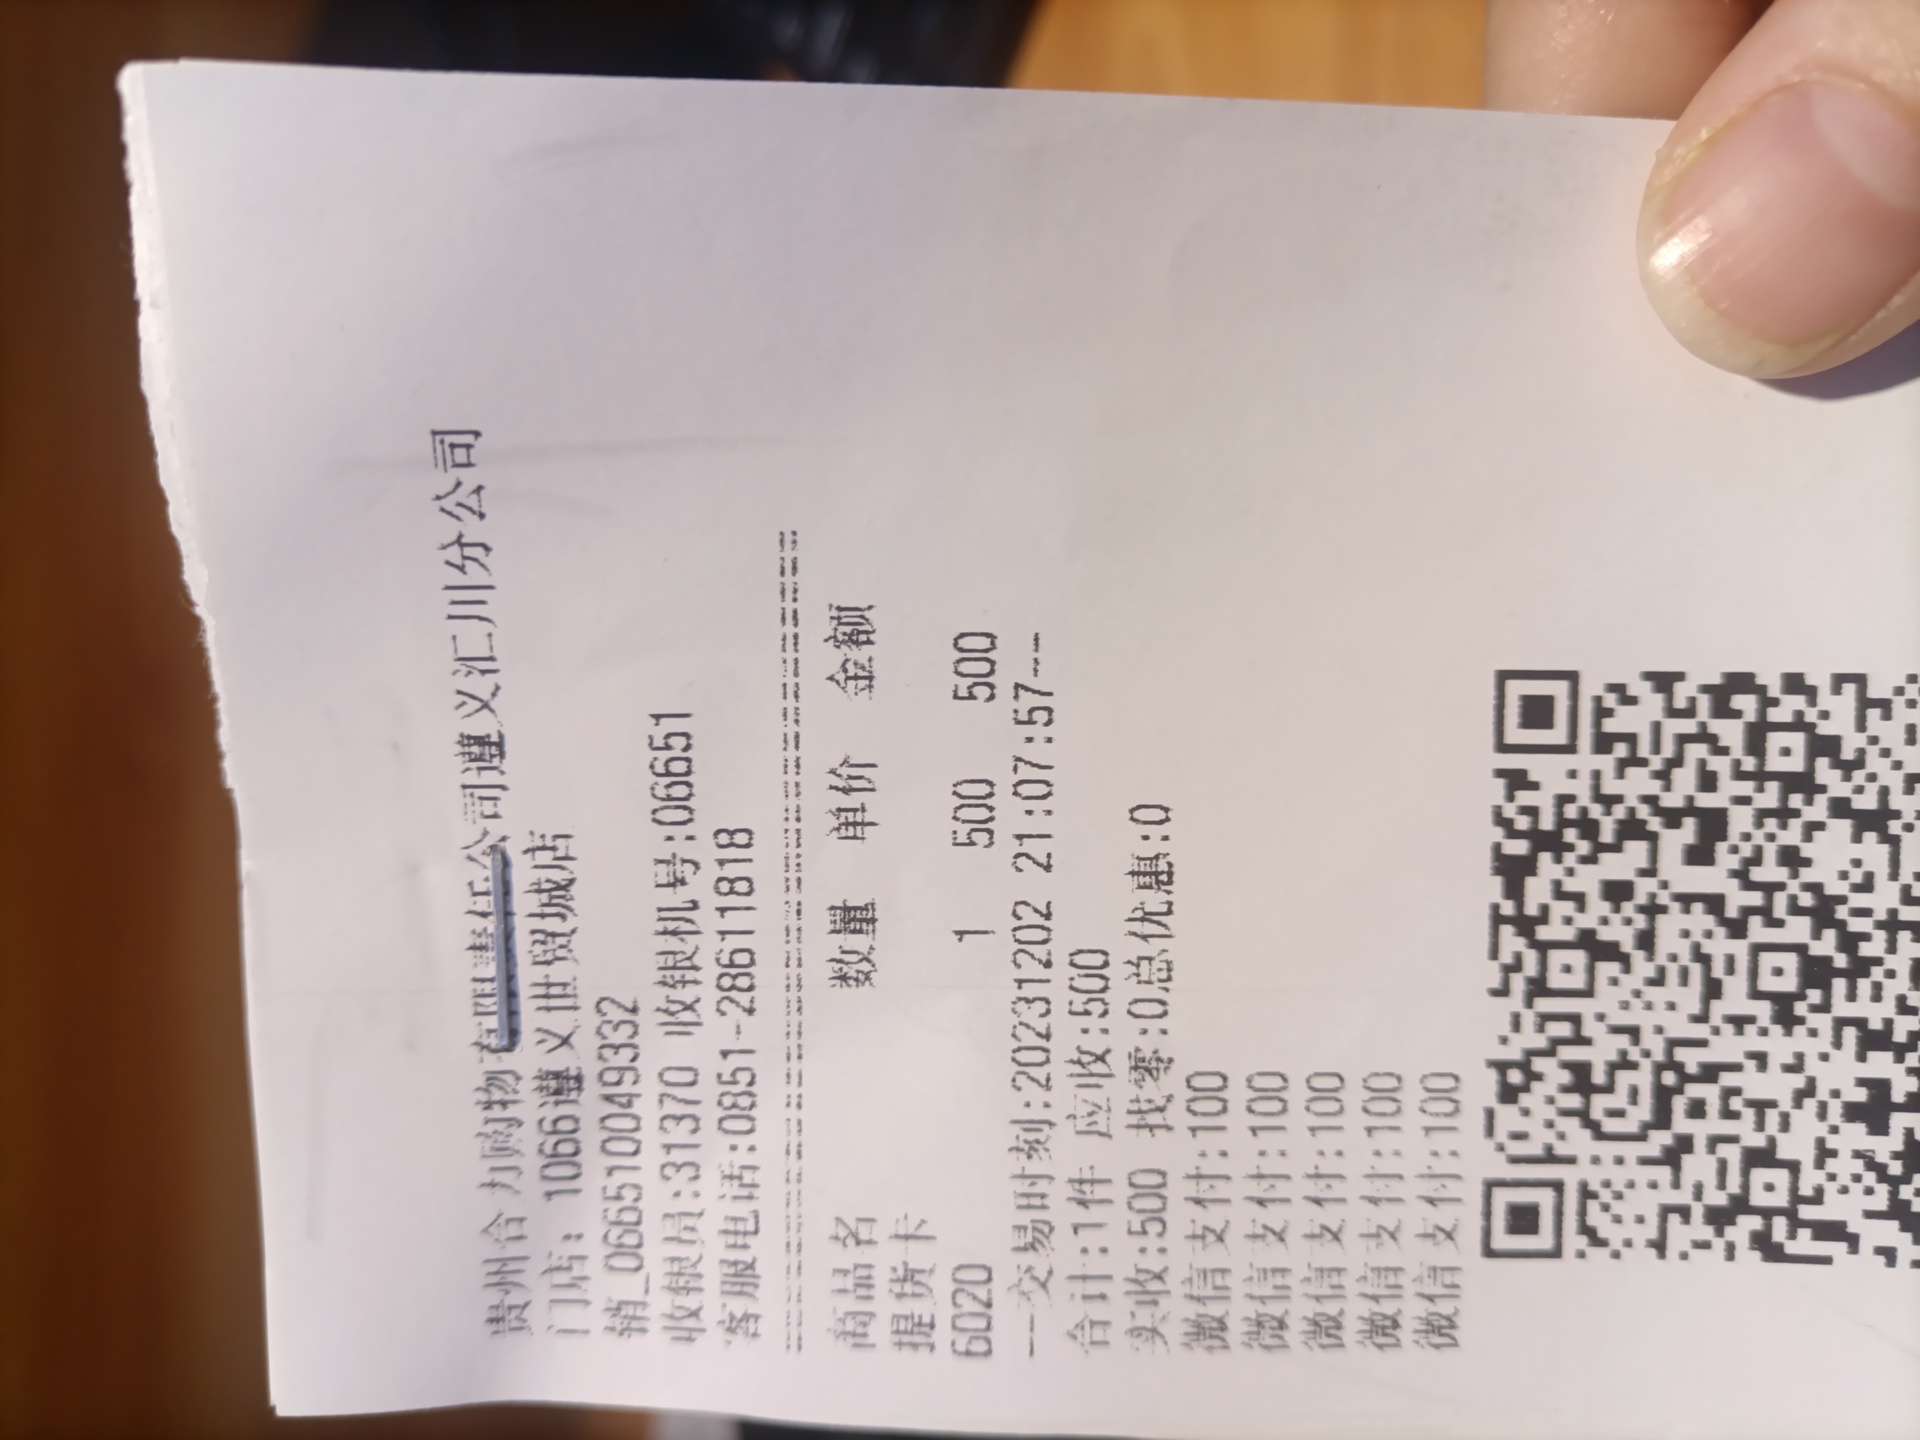 贵州合力购物有限责任公司遵义汇川分公司
门店：1066遵义世贸城店
销_066510049332
收银员:31370 收银机号:06651
客服电话:0851-28611818
商品名 数量 单价 金额
提货卡
6020 1 500 500
---交易时刻:20231202 21:07:57---
合计:1件 应收:500
实收:500 找零:0总优惠:0
微信支付:100
微信支付:100
微信支付:100
微信支付:100
微信支付:100